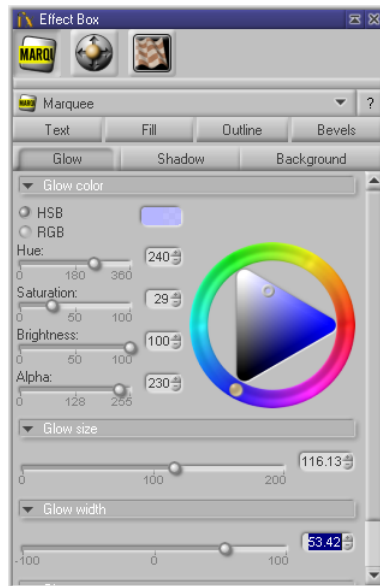 Effect Box
MARQU
MARQU Marquee ?
Text Fill Outline Bevels
Glow Shadow Background
Glow color
HSB
RGB
Hue: 240
0 180 360
Saturation: 29
0 50 100
Brightness: 100
0 50 100
Alpha: 230
0 128 255
Glow size
116.13
0 100 200
Glow width
53.42
-100 0 100